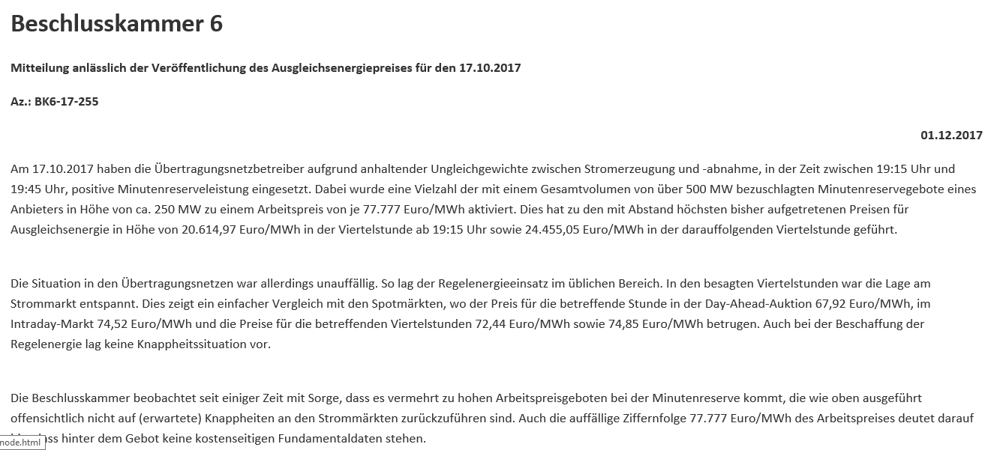 Beschlusskammer 6
Mitteilung anlässlich der Veröffentlichung des Ausgleichsenergiepreises für den 17.10.2017
Az.: BK6-17-255
01.12.2017
Am 17.10.2017 haben die Übertragungsnetzbetreiber aufgrund anhaltender Ungleichgewichte zwischen Stromerzeugung und -abnahme, in der Zeit zwischen 19:15 Uhr und
19:45 Uhr, positive Minutenreserveleistung eingesetzt. Dabei wurde eine Vielzahl der mit einem Gesamtvolumen von über 500 MW bezuschlagten Minutenreservegebote eines
Anbieters in Höhe von ca. 250 MW zu einem Arbeitspreis von je 77.777 Euro/MWh aktiviert. Dies hat zu den mit Abstand höchsten bisher aufgetretenen Preisen für
Ausgleichsenergie in Höhe von 20.614,97 Euro/MWh in der Viertelstunde ab 19:15 Uhr sowie 24.455,05 Euro/MWh in der darauffolgenden Viertelstunde geführt.
Die Situation in den Übertragungsnetzen war allerdings unauffällig. So lag der Regelenergieeinsatz im üblichen Bereich. In den besagten Viertelstunden war die Lage am
Strommarkt entspannt. Dies zeigt ein einfacher Vergleich mit den Spotmärkten, wo der Preis für die betreffende Stunde in der Day-Ahead-Auktion 67,92 Euro/MWh, im
Intraday-Markt 74,52 Euro/MWh und die Preise für die betreffenden Viertelstunden 72,44 Euro/MWh sowie 74,85 Euro/MWh betrugen. Auch bei der Beschaffung der
Regelenergie lag keine Knappheitssituation vor.
Die Beschlusskammer beobachtet seit einiger Zeit mit Sorge, dass es vermehrt zu hohen Arbeitspreisgeboten bei der Minutenreserve kommt, die wie oben ausgeführt
offensichtlich nicht auf (erwartete) Knappheiten an den Strommärkten zurückzuführen sind. Auch die auffällige Ziffernfolge 77.777 Euro/MWh des Arbeitspreises deutet darauf
hinter dem Gebot keine kostenseitigen Fundamentaldaten stehen.
node.html